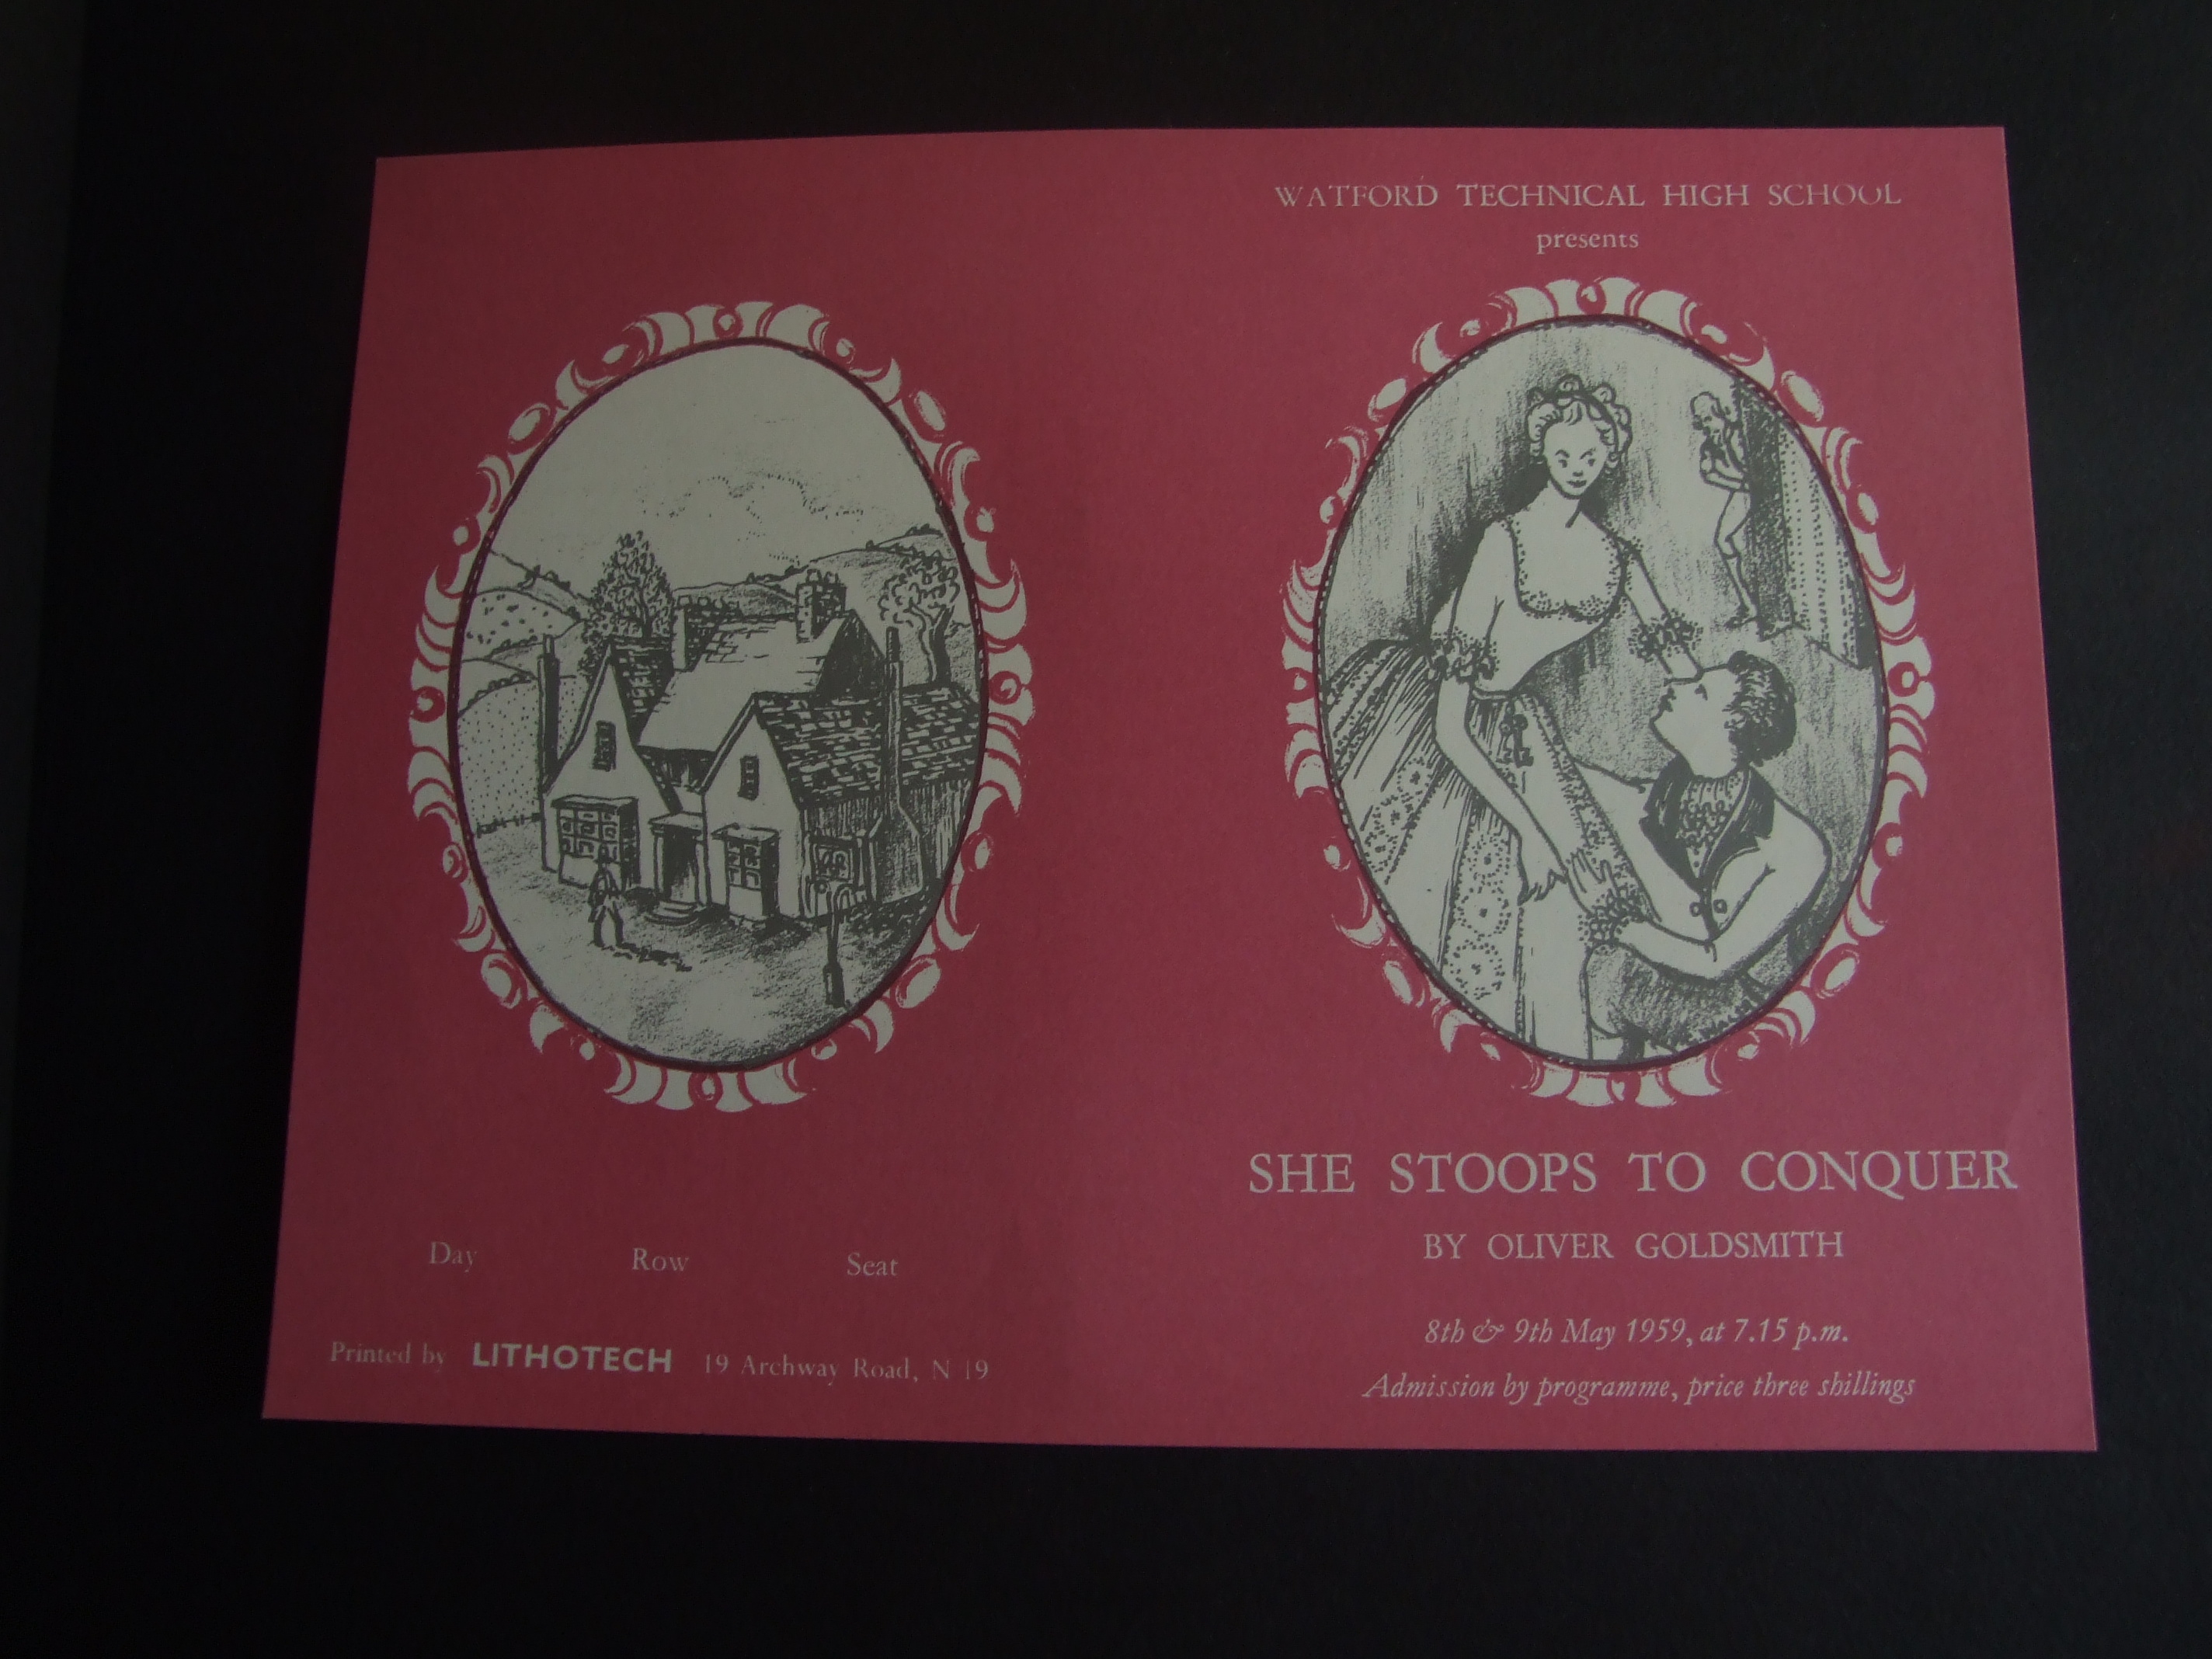 WATFORD TECHNICAL HIGH SCHOOL
presents
SHE STOOPS TO CONQUER
BY OLIVER GOLDSMITH
8th & 9th May 1959, at 7.15 p.m.
Admission by programme, price three shillings
Day Row Seat
Printed by LITHOTECH 19 Archway Road, N 19